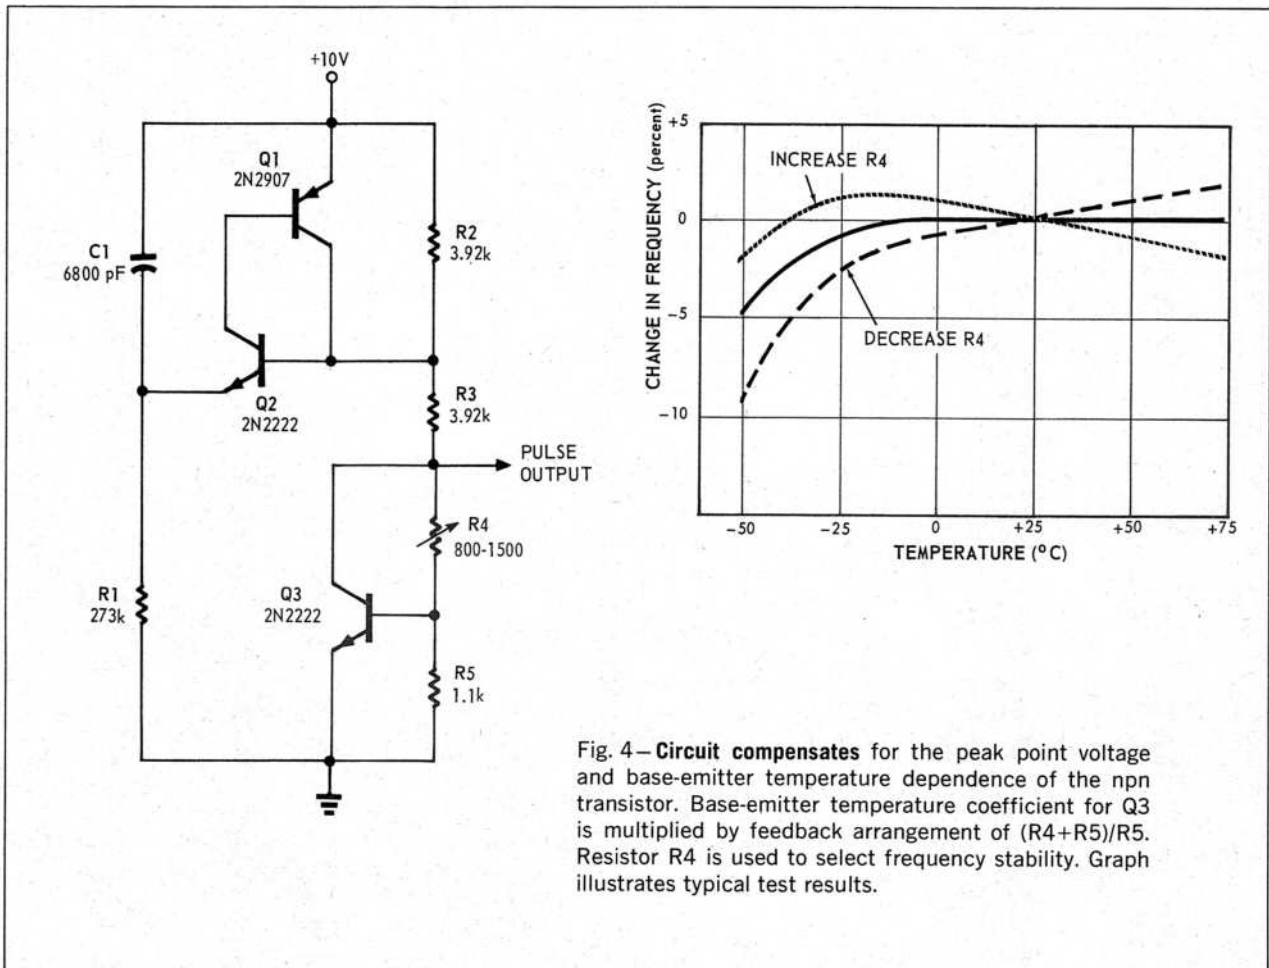 +10V
Q1
2N2907
C1
6800 pF
R2
3.92k
Q2
2N2222
R3
3.92k
PULSE
OUTPUT
R4
800-1500
R1
273k
Q3
2N2222
R5
1.1k
CHANGE IN FREQUENCY (percent)
+5
0
-5
-10
INCREASE R4
DECREASE R4
-50
-25
0
+25
+50
+75
TEMPERATURE (°C)
Fig. 4—Circuit compensates for the peak point voltage
and base-emitter temperature dependence of the npn
transistor. Base-emitter temperature coefficient for Q3
is multiplied by feedback arrangement of (R4+R5)/R5.
Resistor R4 is used to select frequency stability. Graph
illustrates typical test results.